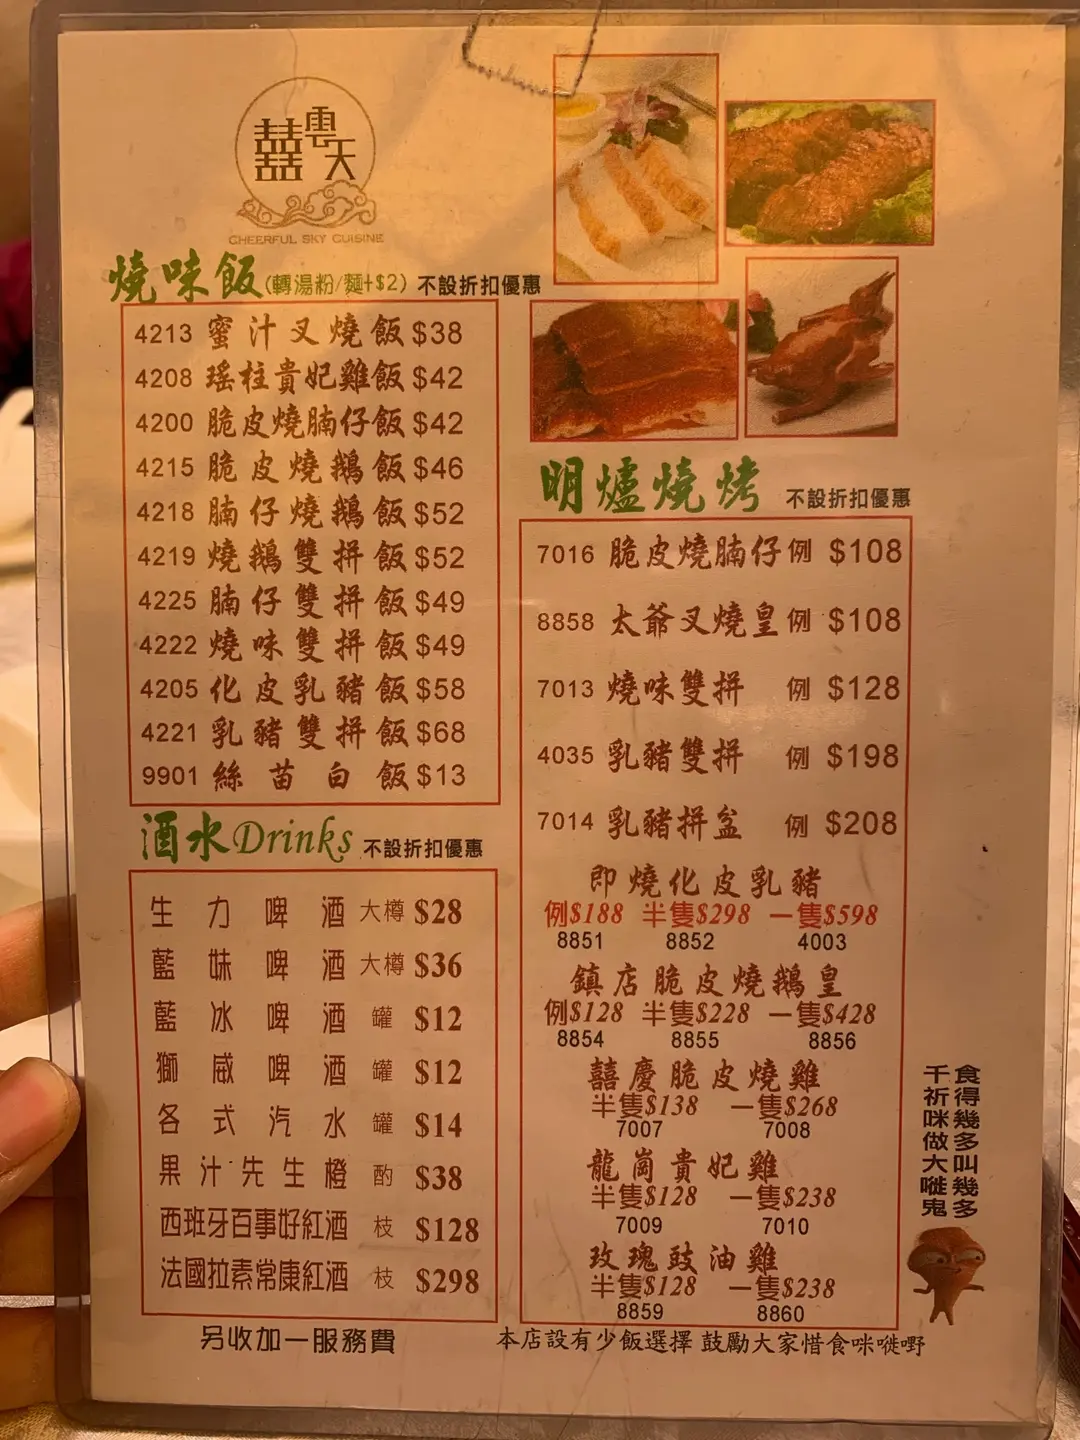 囍雲天
CHEERFUL SKY CUISINE
燒味飯(轉湯粉/麵+$2) 不設折扣優惠
4213 蜜汁叉燒飯 $38
4208 瑶柱貴妃雞飯 $42
4200 脆皮燒腩仔飯 $42
4215 脆皮燒鵝飯 $46
4218 腩仔燒鵝飯 $52
4219 燒鵝雙拼飯 $52
4225 腩仔雙拼飯 $49
4222 燒味雙拼飯 $49
4205 化皮乳豬飯 $58
4221 乳豬雙拼飯 $68
9901 絲苗白飯 $13
酒水Drinks 不設折扣優惠
生力啤酒 大樽 $28
藍妹啤酒 大樽 $36
藍冰啤酒 罐 $12
獅威啤酒 罐 $12
各式汽水 罐 $14
果汁先生橙 酌 $38
西班牙百事好紅酒 枝 $128
法國拉素常康紅酒 枝 $298
另收加一服務費
明爐燒烤 不設折扣優惠
7016 脆皮燒腩仔 例 $108
8858 太爺叉燒皇 例 $108
7013 燒味雙拼 例 $128
4035 乳豬雙拼 例 $198
7014 乳豬拼盆 例 $208
即燒化皮乳豬
例$188 半隻$298 一隻$598
8851 8852 4003
鎮店脆皮燒鵝皇
例$128 半隻$228 一隻$428
8854 8855 8856
囍慶脆皮燒雞
半隻$138 一隻$268
7007 7008
龍崗貴妃雞
半隻$128 一隻$238
7009 7010
玫瑰豉油雞
半隻$128 一隻$238
8859 8860
本店設有少飯選擇 鼓勵大家惜食咪嘥嘢
食得幾多叫幾多
千祈咪做大嘥鬼